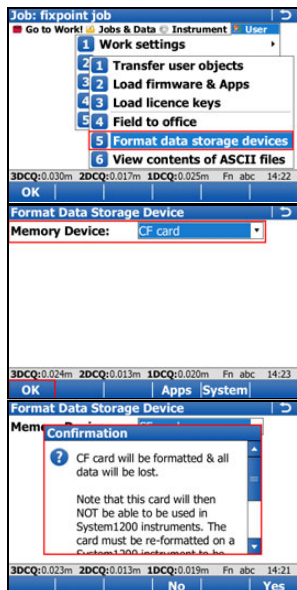 Job: fixpoint job
Go to Work! Jobs & Data Instrument User
1 Work settings
2 1 Transfer user objects
3 2 Load firmware & Apps
4 3 Load licence keys
5 4 Field to office
5 Format data storage devices
6 View contents of ASCII files
3DCQ:0.030m 2DCQ:0.017m 1DCQ:0.025m Fn abc 14:22
OK
Format Data Storage Device
Memory Device: CF card
3DCQ:0.024m 2DCQ:0.013m 1DCQ:0.020m Fn abc 14:23
OK Apps System
Format Data Storage Device
Confirmation
CF card will be formatted & all
data will be lost.
Note that this card will then
NOT be able to be used in
System1200 instruments. The
card must be re-formatted on a
3DCQ:0.023m 2DCQ:0.013m 1DCQ:0.019m Fn abc 14:21
No Yes